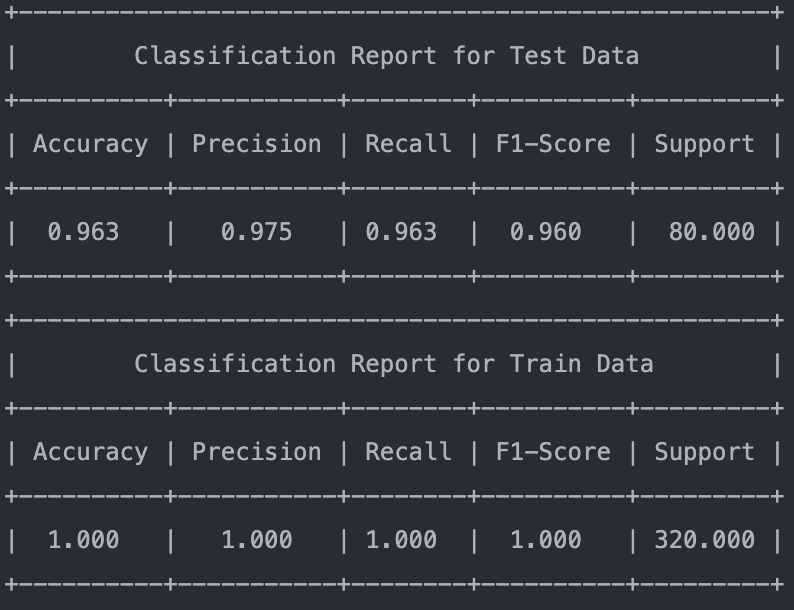 +----------------------------------------------------+
|        Classification Report for Test Data         |
+----------+-----------+--------+----------+---------+
| Accuracy | Precision | Recall | F1-Score | Support |
+----------+-----------+--------+----------+---------+
|  0.963   |   0.975   | 0.963  |  0.960   |  80.000 |
+----------+-----------+--------+----------+---------+
+----------------------------------------------------+
|        Classification Report for Train Data        |
+----------+-----------+--------+----------+---------+
| Accuracy | Precision | Recall | F1-Score | Support |
+----------+-----------+--------+----------+---------+
|  1.000   |   1.000   | 1.000  |  1.000   | 320.000 |
+----------+-----------+--------+----------+---------+